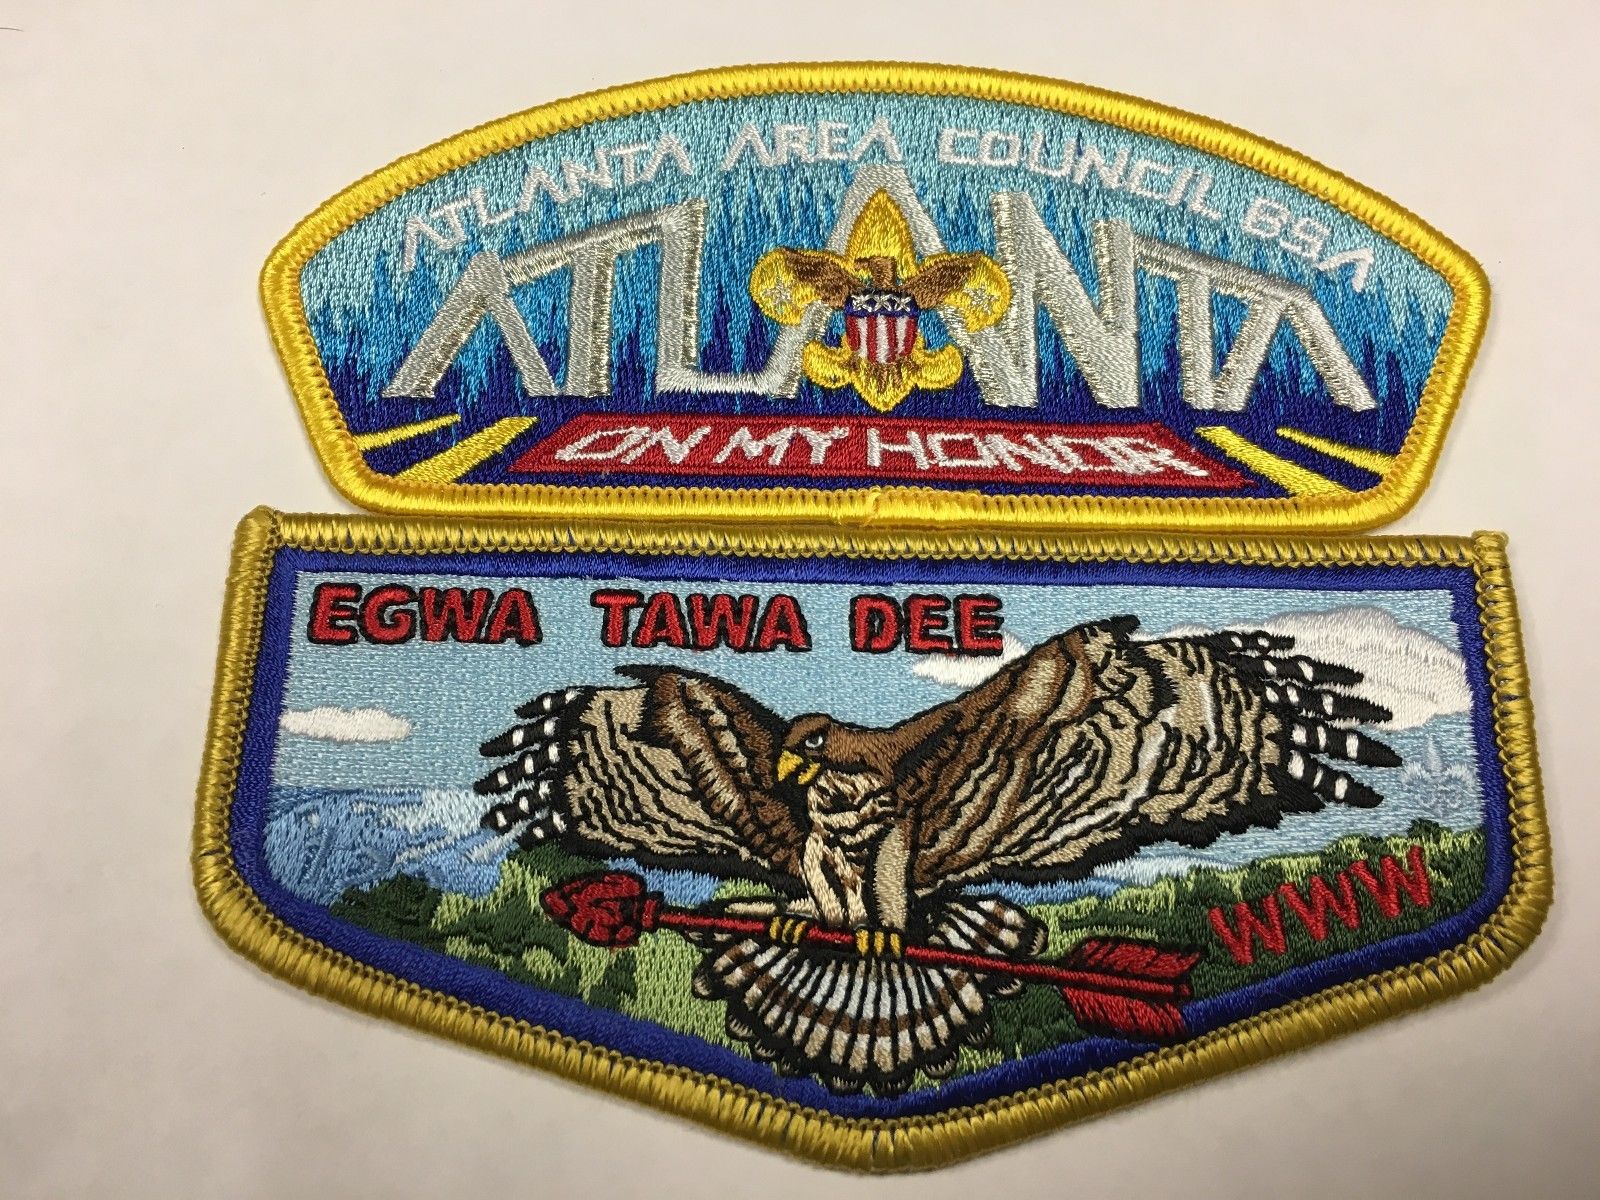 ATLANTA AREA COUNCIL BSA
ATLANTA
ON MY HONOR
EGWA TAWA DEE
WWW